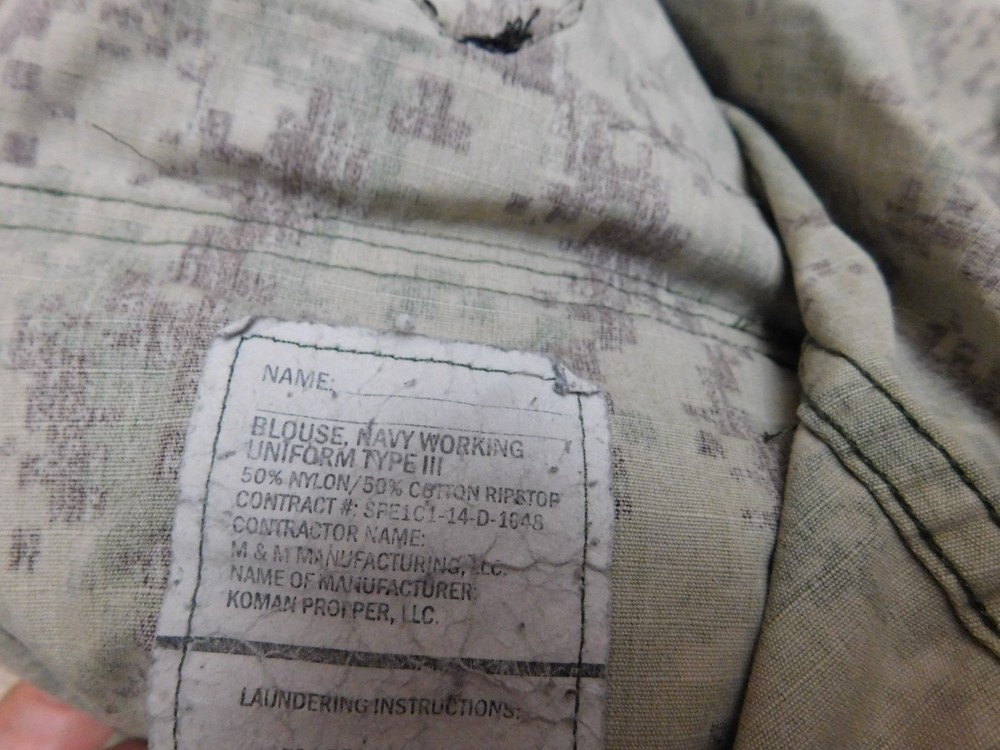 NAME:
BLOUSE, NAVY WORKING
UNIFORM TYPE III
50% NYLON/50% COTTON RIPSTOP
CONTRACT #: SPE1C1-14-D-1048
CONTRACTOR NAME:
M & M MANUFACTURING, LLC.
NAME OF MANUFACTURER:
KOMAN PROPPER, LLC.
LAUNDERING INSTRUCTIONS: